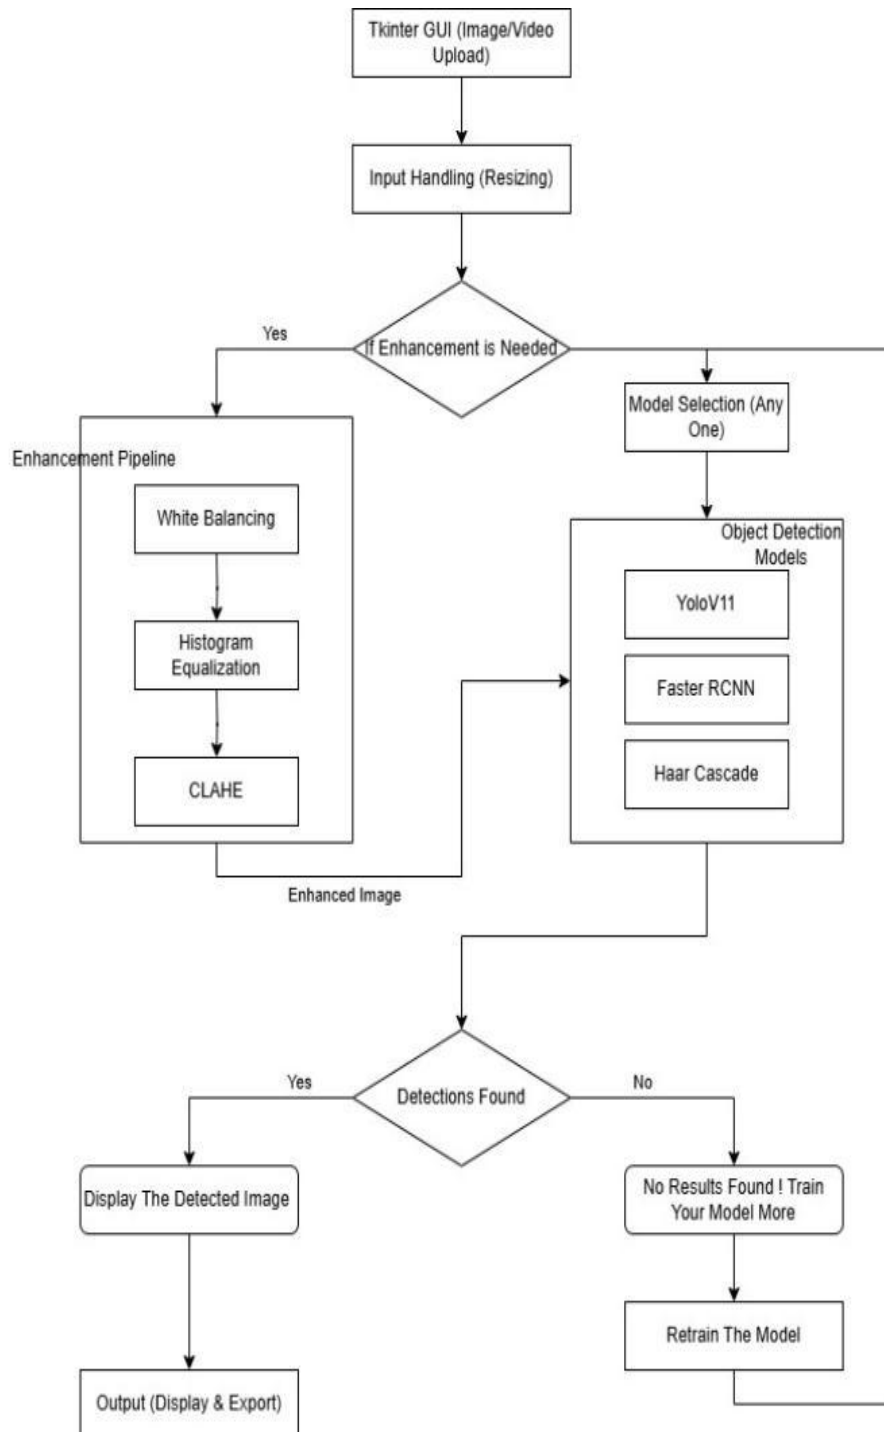 Tkinter GUI (Image/Video
Upload)
Input Handling (Resizing)
Yes
If Enhancement is Needed
Model Selection (Any
One)
Enhancement Pipeline
White Balancing
Histogram
Equalization
CLAHE
Object Detection
Models
YoloV11
Faster RCNN
Haar Cascade
Enhanced Image
Yes
Detections Found
No
Display The Detected Image
No Results Found ! Train
Your Model More
Retrain The Model
Output (Display & Export)